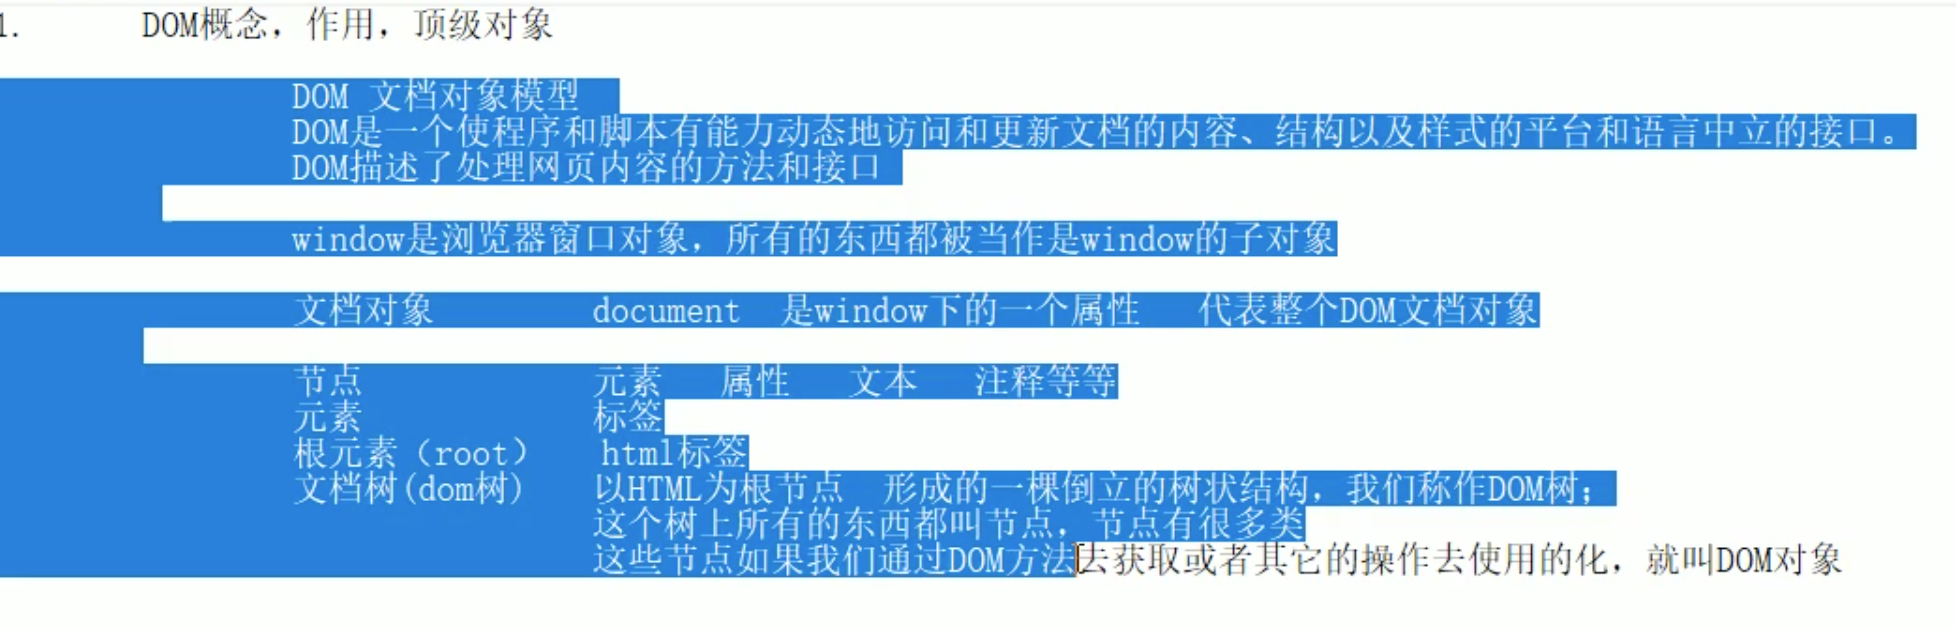 1. DOM概念，作用，顶级对象
DOM 文档对象模型
DOM是一个使程序和脚本有能力动态地访问和更新文档的内容、结构以及样式的平台和语言中立的接口。
DOM描述了处理网页内容的方法和接口
window是浏览器窗口对象，所有的东西都被当作是window的子对象
文档对象 document 是window下的一个属性 代表整个DOM文档对象
节点 元素 属性 文本 注释等等
元素 标签
根元素（root） html标签
文档树(dom树) 以HTML为根节点 形成的一棵倒立的树状结构，我们称作DOM树；
这个树上所有的东西都叫节点，节点有很多类
这些节点如果我们通过DOM方法去获取或者其它的操作去使用的化，就叫DOM对象